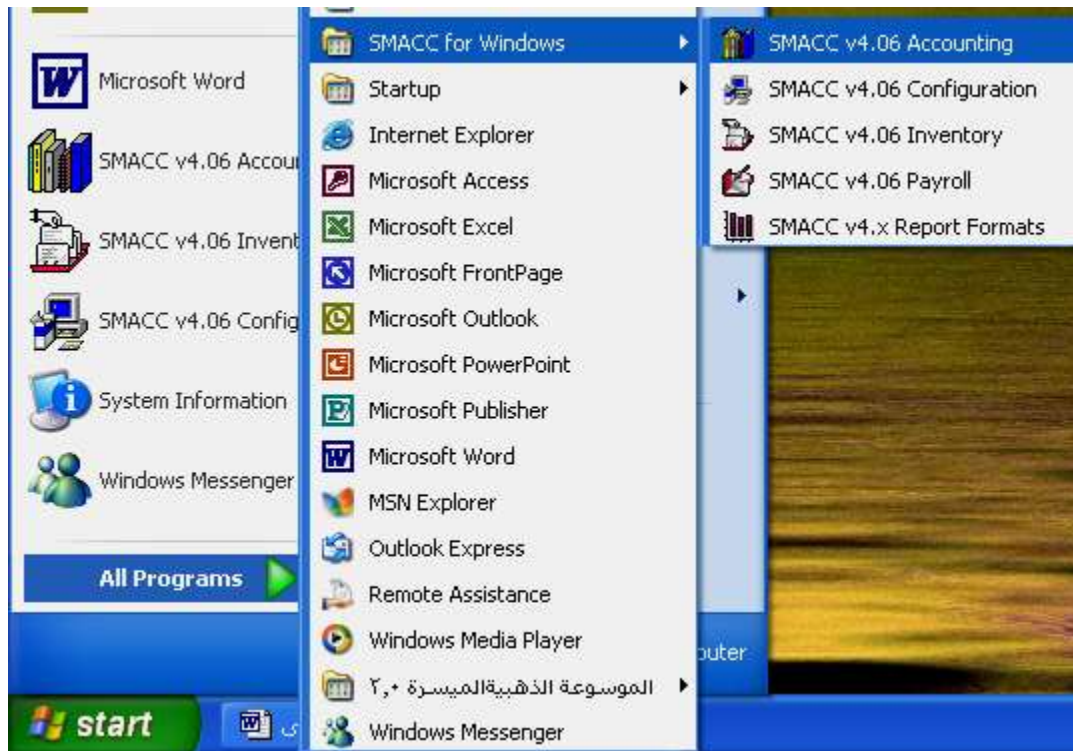 Microsoft Word
SMACC v4.06 Accou
SMACC v4.06 Invent
SMACC v4.06 Config
System Information
Windows Messenger
All Programs
SMACC for Windows
Startup
Internet Explorer
Microsoft Access
Microsoft Excel
Microsoft FrontPage
Microsoft Outlook
Microsoft PowerPoint
Microsoft Publisher
Microsoft Word
MSN Explorer
Outlook Express
Remote Assistance
Windows Media Player
الموسوعة الذهبيةالميسرة ٢,٠
Windows Messenger
SMACC v4.06 Accounting
SMACC v4.06 Configuration
SMACC v4.06 Inventory
SMACC v4.06 Payroll
SMACC v4.x Report Formats
puter
start